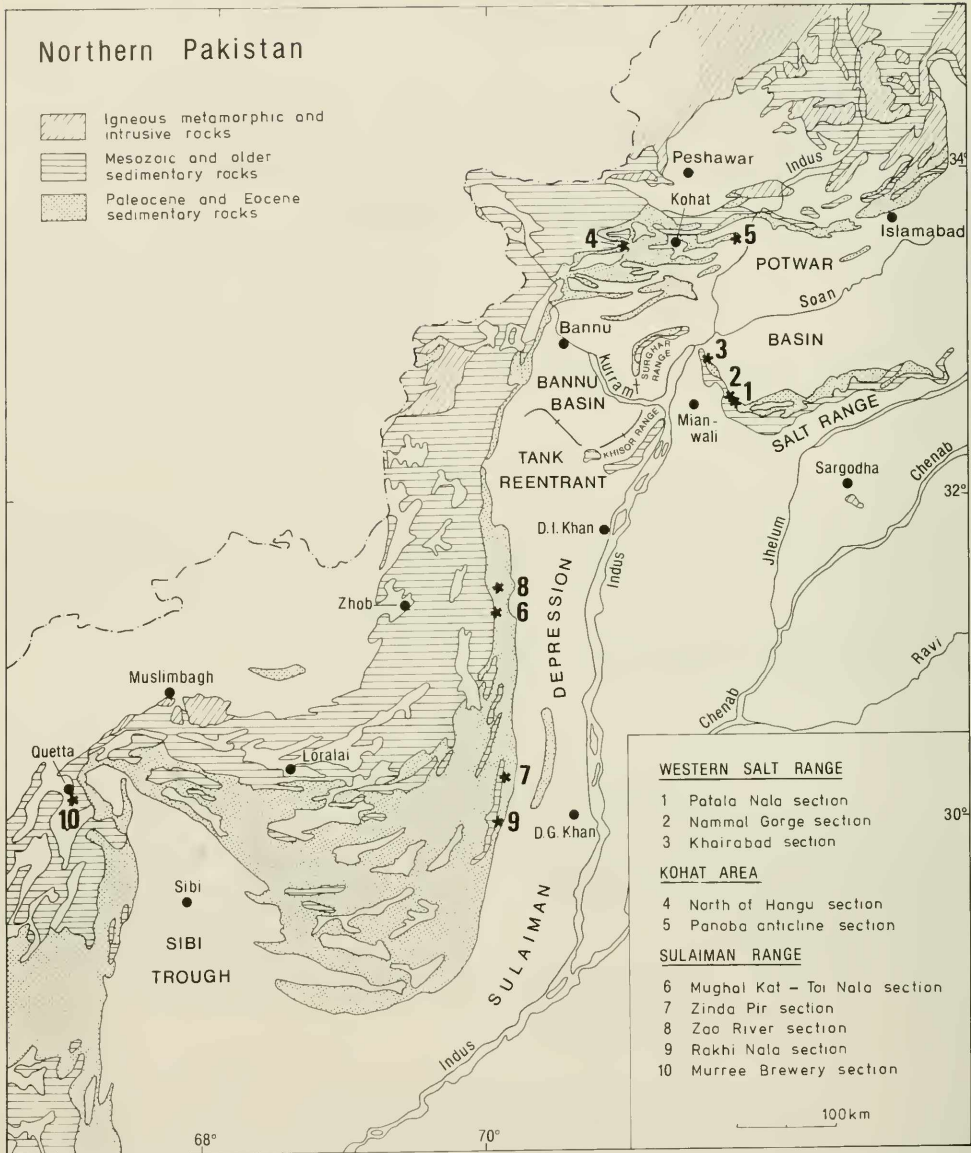 Northern Pakistan
Igneous metamorphic and
intrusive rocks
Mesozoic and older
sedimentary rocks
Paleocene and Eocene
sedimentary rocks
34°
Peshawar
Indus
Kohat
Islamabad
4
5
POTWAR
Soan
BASIN
Bannu
SURGHAR
RANGE
Kurram
3
2
1
BANNU
BASIN
Mian-
wali
SALT RANGE
KHISOR RANGE
TANK
REENTRANT
Sargodha
Chenab
32°
D.I. Khan
Jhelum
Indus
8
Zhob
6
DEPRESSION
Ravi
Chenab
Muslimbagh
Quetta
Loralai
7
10
9
D.G. Khan
30°
Sibi
SIBI
TROUGH
SULAIMAN
Indus
68°
70°
WESTERN SALT RANGE
1 Patala Nala section
2 Nammal Gorge section
3 Khairabad section
KOHAT AREA
4 North of Hangu section
5 Panoba anticline section
SULAIMAN RANGE
6 Mughal Kot – Toi Nala section
7 Zinda Pir section
8 Zao River section
9 Rakhi Nala section
10 Murree Brewery section
100km